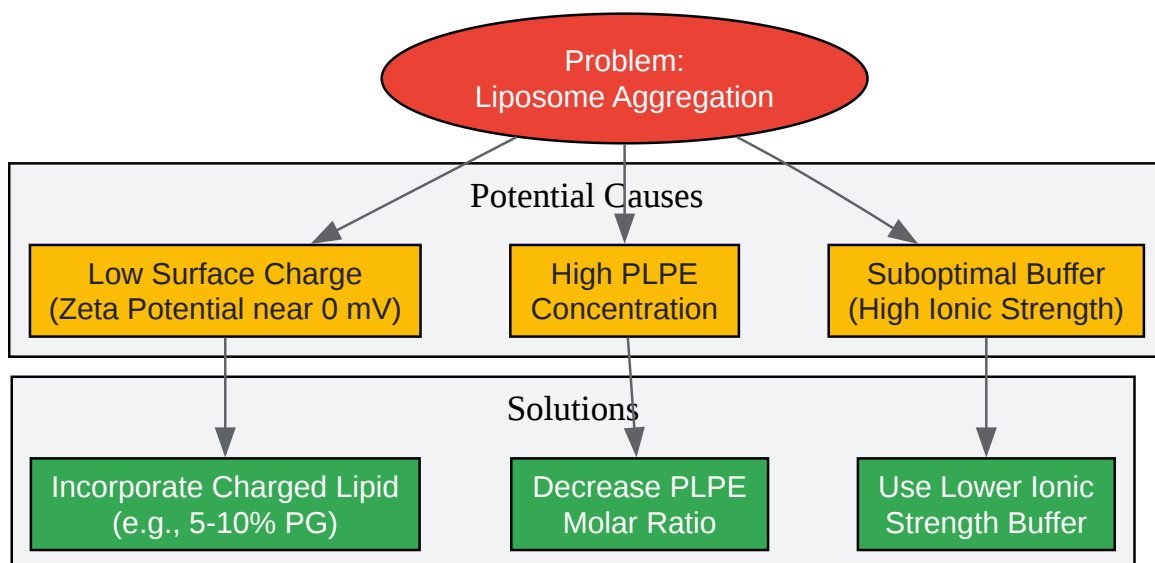 Problem:
Liposome Aggregation
Potential Causes
Low Surface Charge
(Zeta Potential near 0 mV)
High PLPE
Concentration
Suboptimal Buffer
(High Ionic Strength)
Solutions
Incorporate Charged Lipid
(e.g., 5-10% PG)
Decrease PLPE
Molar Ratio
Use Lower Ionic
Strength Buffer